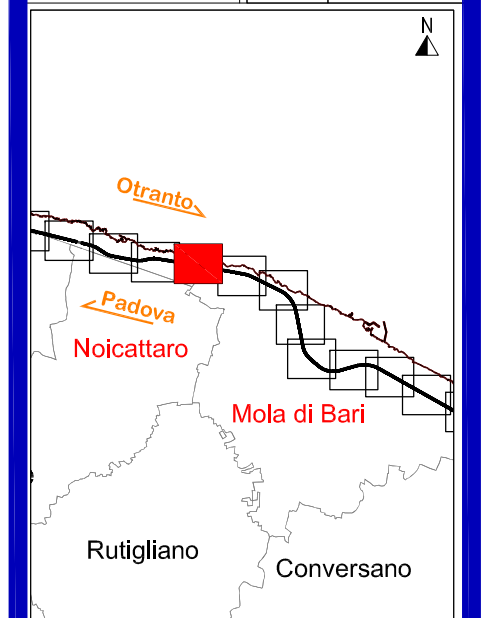 N
Otranto
Padova
Noicattaro
Mola di Bari
Rutigliano
Conversano